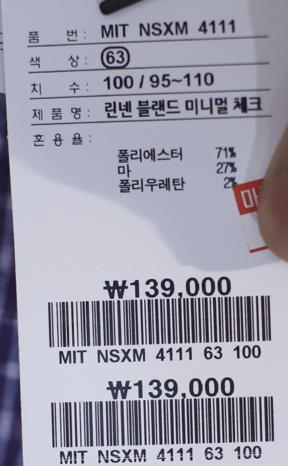 품 번: MIT NSXM 4111
색 상: 63
치 수: 100 / 95~110
제 품 명: 린넨 블랜드 미니멀 체크
혼 용 율:
폴리에스터 71%
마 27%
폴리우레탄 2%
마
₩139,000
MIT NSXM 4111 63 100
₩139,000
MIT NSXM 4111 63 100